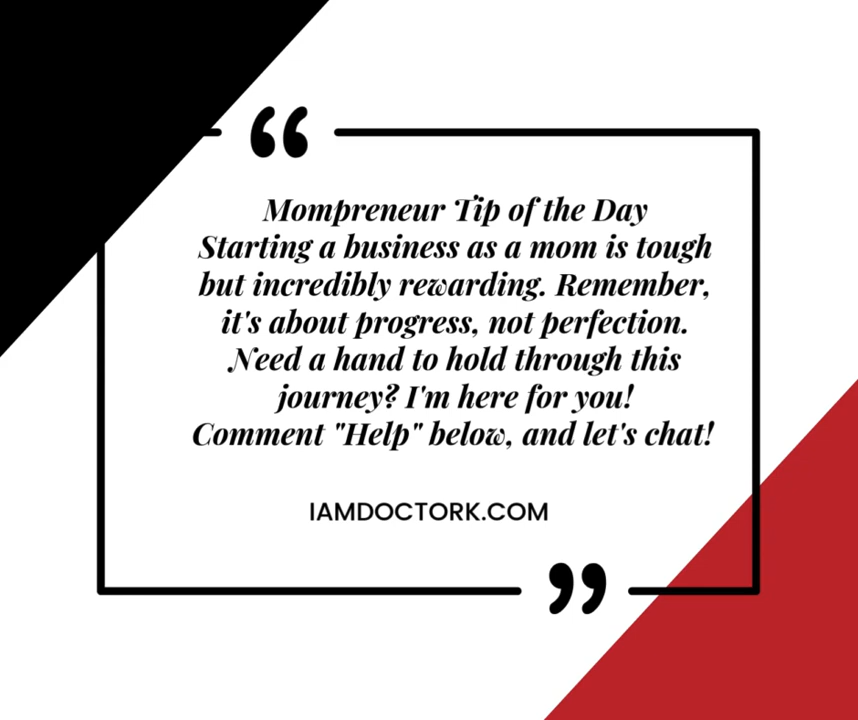 “
Mompreneur Tip of the Day
Starting a business as a mom is tough
but incredibly rewarding. Remember,
it's about progress, not perfection.
Need a hand to hold through this
journey? I'm here for you!
Comment "Help" below, and let's chat!
IAMDOCTORK.COM
”